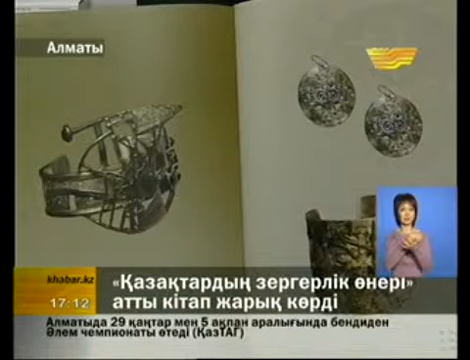 Алматы
khabar.kz
17:12
«Қазақтардың зергерлік өнері»
атты кітап жарық көрді
Алматыда 29 қаңтар мен 5 ақпан аралығында бендиден
Әлем чемпионаты өтеді (ҚазТАГ)